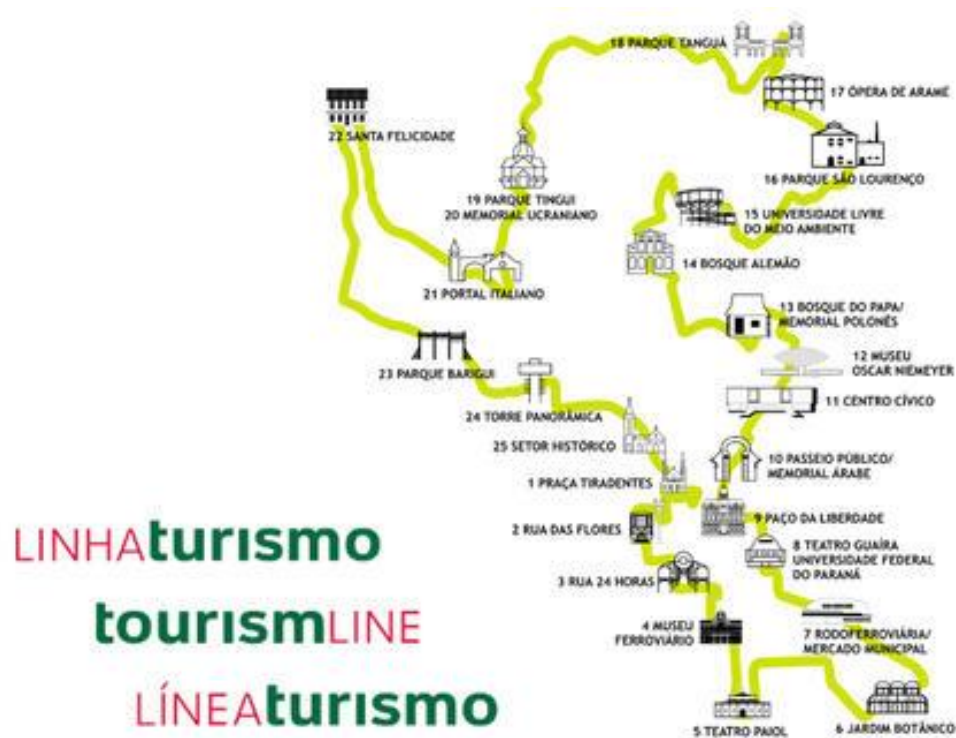 18 PARQUE TANGUÁ
17 ÓPERA DE ARAME
22 SANTA FELICIDADE
16 PARQUE SÃO LOURENÇO
19 PARQUE TINGUI
20 MEMORIAL UCRANIANO
15 UNIVERSIDADE LIVRE
DO MEIO AMBIENTE
14 BOSQUE ALEMÃO
21 PORTAL ITALIANO
13 BOSQUE DO PAPA/
MEMORIAL POLONÊS
12 MUSEU
OSCAR NIEMEYER
23 PARQUE BARIGUI
11 CENTRO CÍVICO
24 TORRE PANORÂMICA
25 SETOR HISTÓRICO
10 PASSEIO PÚBLICO/
MEMORIAL ÁRABE
1 PRAÇA TIRADENTES
9 PAÇO DA LIBERDADE
2 RUA DAS FLORES
8 TEATRO GUAÍRA
UNIVERSIDADE FEDERAL
DO PARANÁ
3 RUA 24 HORAS
4 MUSEU
FERROVIÁRIO
7 RODOFERROVIÁRIA/
MERCADO MUNICIPAL
5 TEATRO PAIOL
6 JARDIM BOTÂNICO
LINHAturismo
tourismLINE
LÍNEAturismo